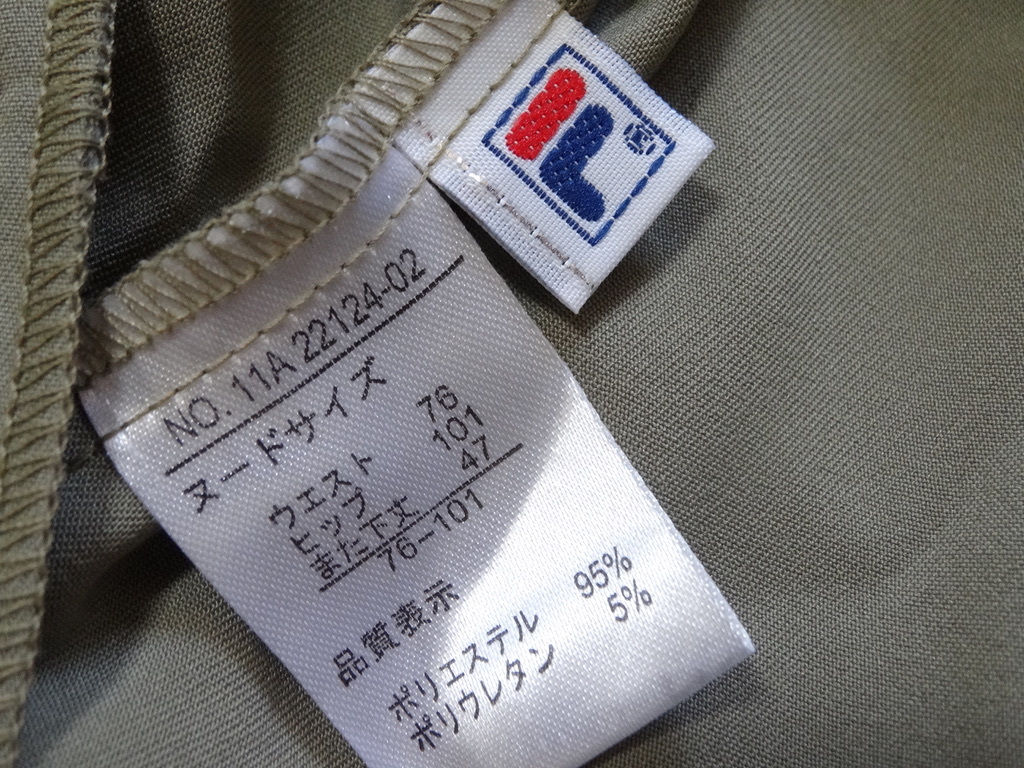 NO. 11A 22124-02
ヌードサイズ
ウエスト 76
ヒップ 101
また下丈 47
76-101
品質表示
ポリエステル 95%
ポリウレタン 5%